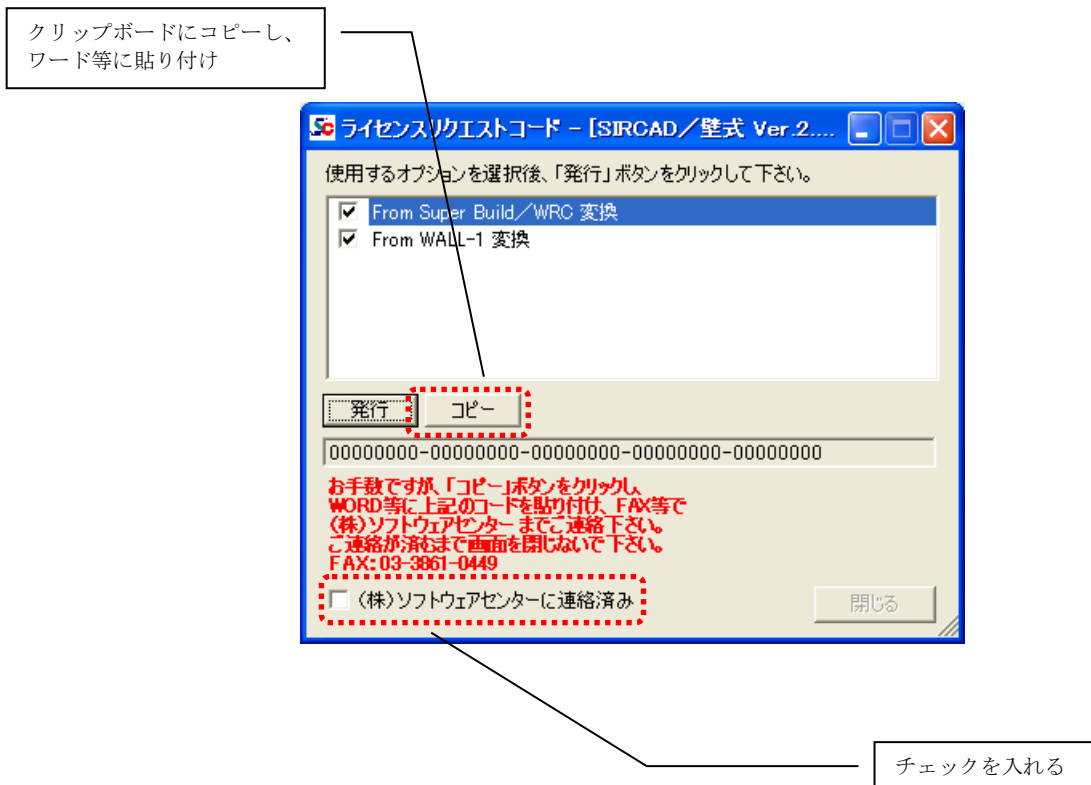 クリップボードにコピーし、
ワード等に貼り付け
ライセンスリクエストコード - [SIRCAD/壁式 Ver.2....
使用するオプションを選択後、「発行」ボタンをクリックして下さい。
From Super Build/WRC 変換
From WALL-1 変換
発行 コピー
00000000-00000000-00000000-00000000-00000000
お手数ですが、「コピー」ボタンをクリックし、
WORD等に上記のコードを貼り付け、FAX等で
(株)ソフトウェアセンター までご連絡下さい。
ご連絡が済むまで画面を閉じないで下さい。
FAX:03-3861-0449
(株)ソフトウェアセンターに連絡済み 閉じる
チェックを入れる